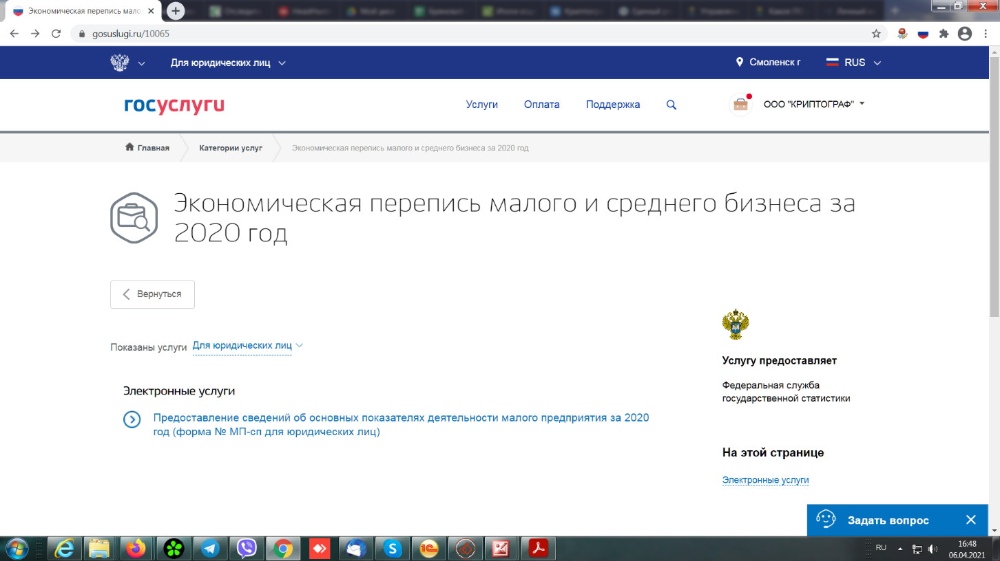 Экономическая перепись мало
gosuslugi.ru/10065
Для юридических лиц
Смоленск г
RUS
госуслуги
Услуги
Оплата
Поддержка
ООО "КРИПТОГРАФ"
Главная
Категории услуг
Экономическая перепись малого и среднего бизнеса за 2020 год
Экономическая перепись малого и среднего бизнеса за
2020 год
Вернуться
Показаны услуги Для юридических лиц
Услугу предоставляет
Федеральная служба
государственной статистики
Электронные услуги
Предоставление сведений об основных показателях деятельности малого предприятия за 2020
год (форма № МП-сп для юридических лиц)
На этой странице
Электронные услуги
Задать вопрос
RU
16:48
06.04.2021